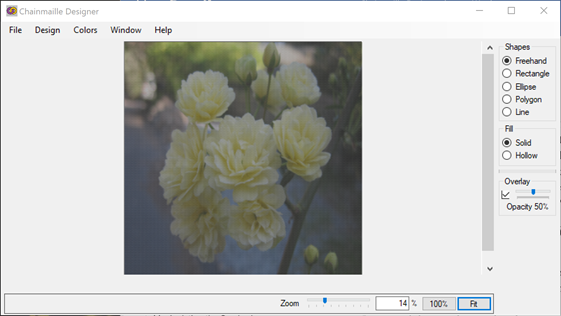 Chainmaille Designer
File Design Colors Window Help
Shapes
Freehand
Rectangle
Ellipse
Polygon
Line
Fill
Solid
Hollow
Overlay
Opacity 50%
Zoom 14 % 100% Fit